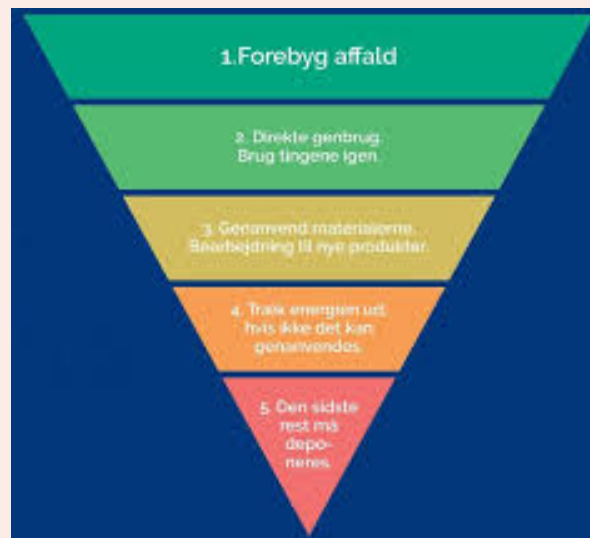 1.Forebyg affald
2. Direkte genbrug.
Brug tingene igen.
3. Genanvend materialerne.
Bearbejdning til nye produkter.
4. Træk energien ud,
hvis ikke det kan
genanvendes.
5. Den sidste
rest må
depo-
neres.